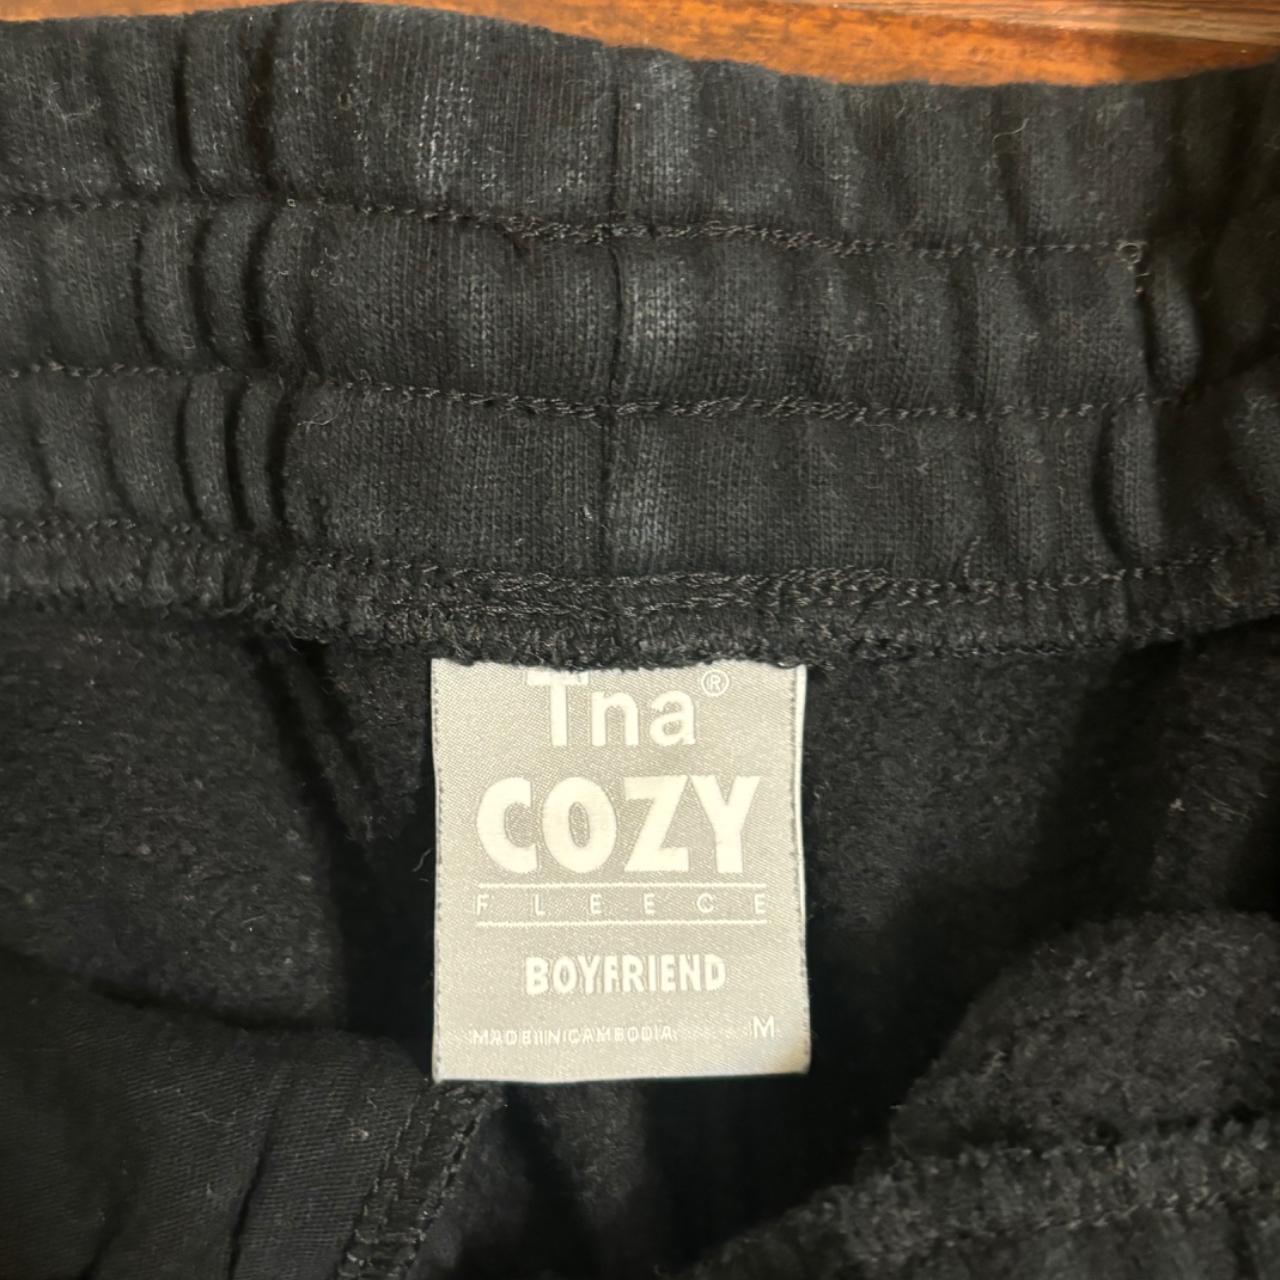 Tna®
COZY
FLEECE
BOYFRIEND
MADE IN CAMBODIA M